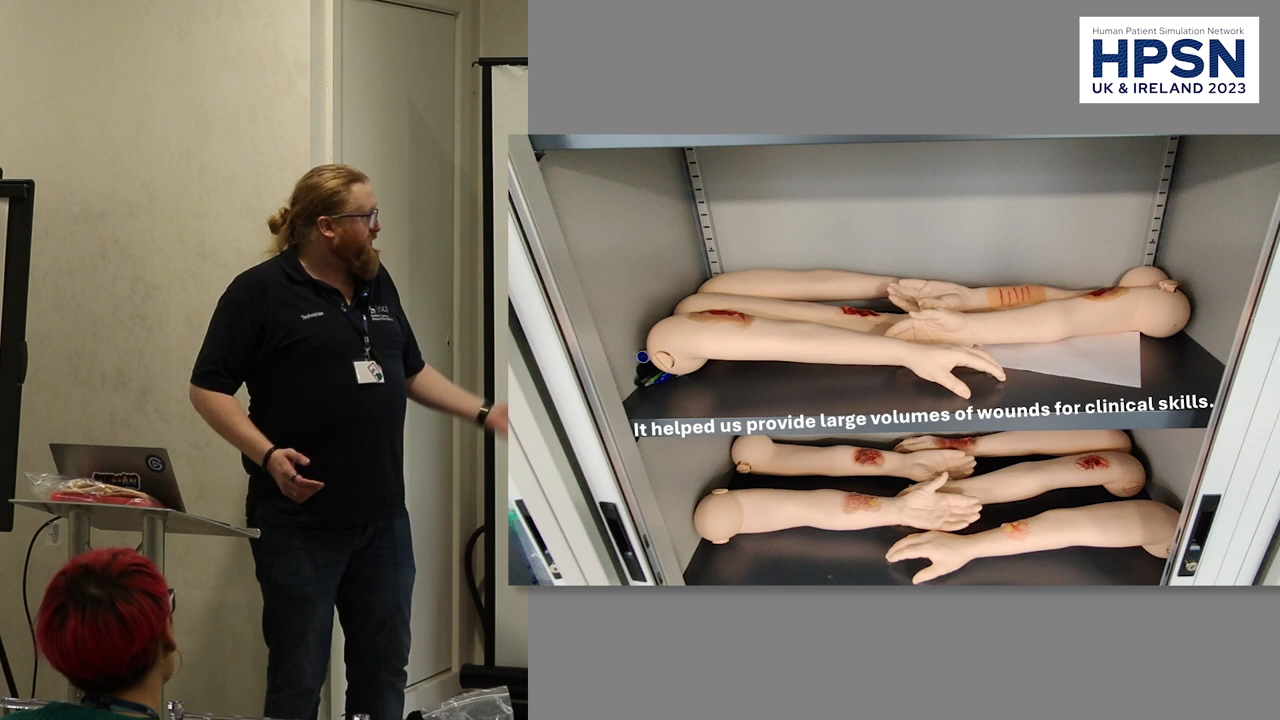 Human Patient Simulation Network
HPSN
UK & IRELAND 2023
It helped us provide large volumes of wounds for clinical skills.
Technician